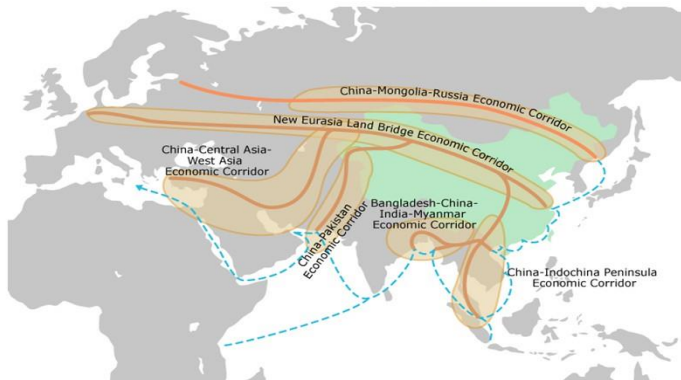 China-Mongolia-Russia Economic Corridor
New Eurasia Land Bridge Economic Corridor
China-Central Asia-
West Asia
Economic Corridor
China-Pakistan
Economic Corridor
Bangladesh-China-
India-Myanmar
Economic Corridor
China-Indochina Peninsula
Economic Corridor